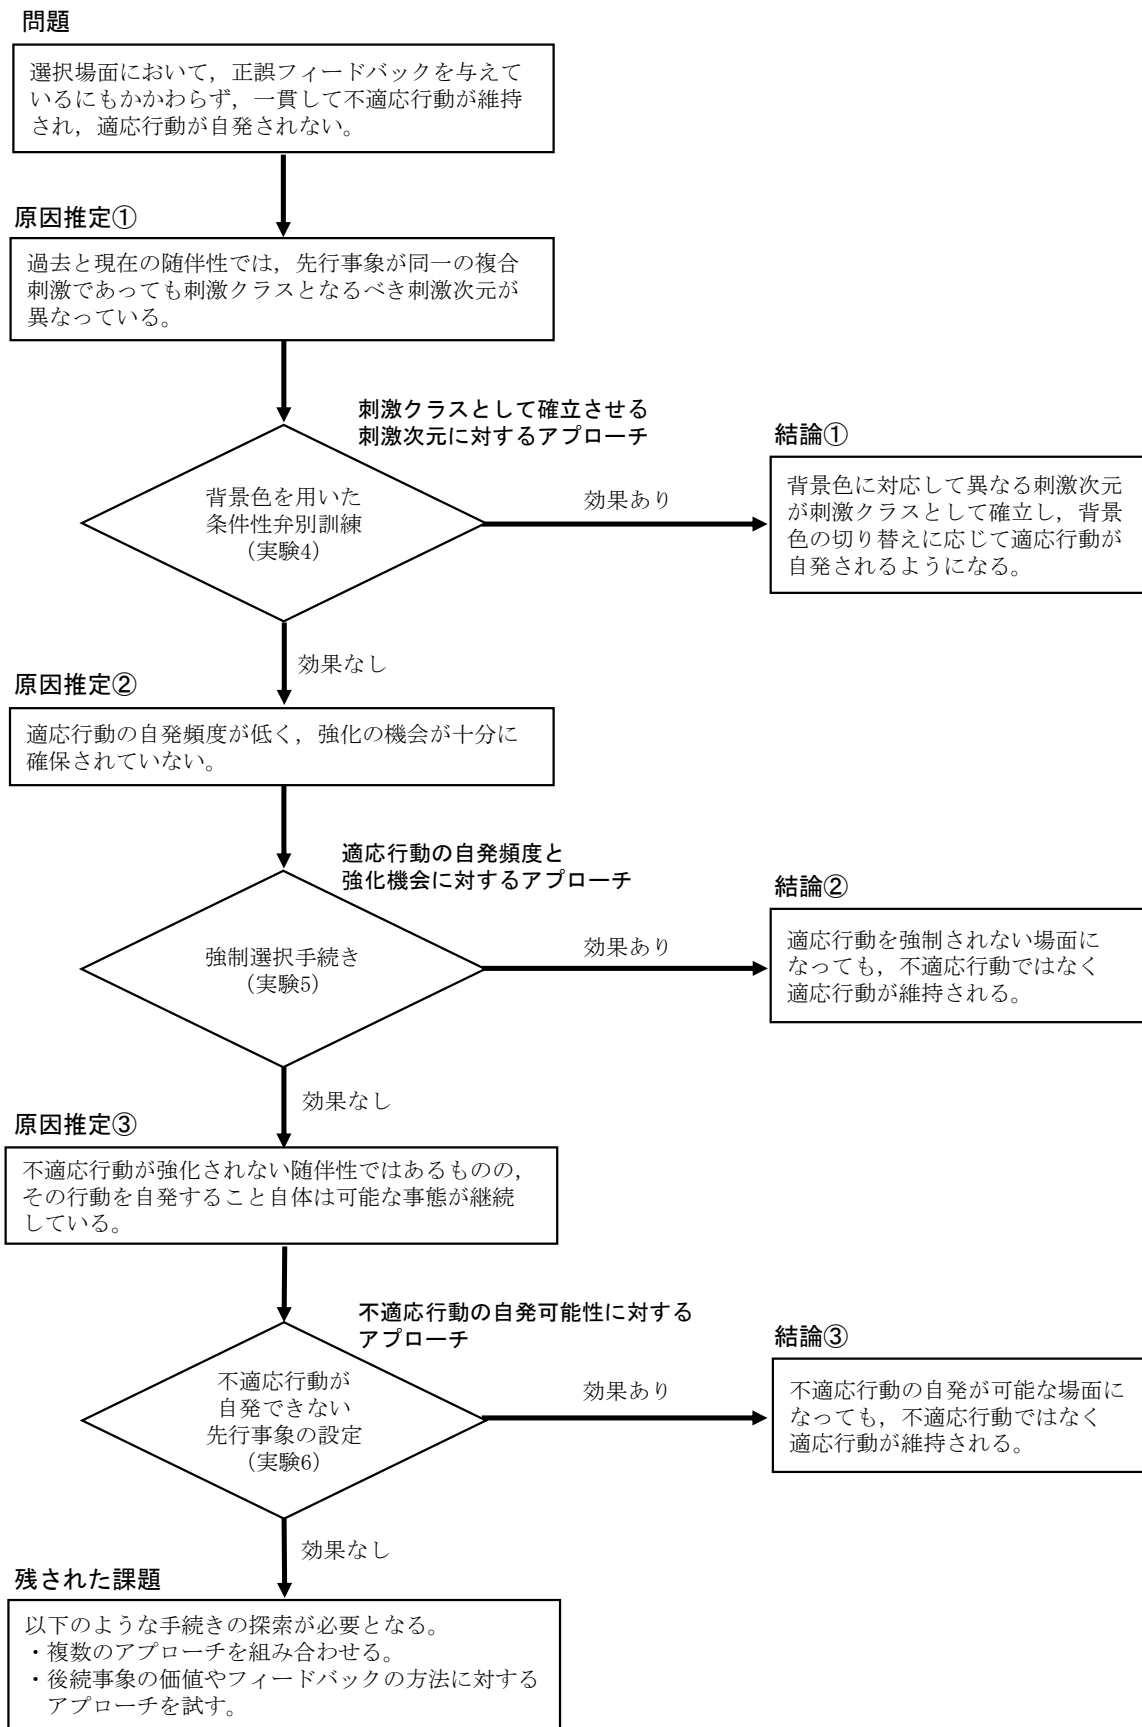 問題
選択場面において，正誤フィードバックを与えて
いるにもかかわらず，一貫して不適応行動が維持
され，適応行動が自発されない。
原因推定①
過去と現在の随伴性では，先行事象が同一の複合
刺激であっても刺激クラスとなるべき刺激次元が
異なっている。
刺激クラスとして確立させる
刺激次元に対するアプローチ
背景色を用いた
条件性弁別訓練
（実験4）
効果あり
結論①
背景色に対応して異なる刺激次元
が刺激クラスとして確立し，背景
色の切り替えに応じて適応行動が
自発されるようになる。
効果なし
原因推定②
適応行動の自発頻度が低く，強化の機会が十分に
確保されていない。
適応行動の自発頻度と
強化機会に対するアプローチ
強制選択手続き
（実験5）
効果あり
結論②
適応行動を強制されない場面に
なっても，不適応行動ではなく
適応行動が維持される。
効果なし
原因推定③
不適応行動が強化されない随伴性ではあるものの，
その行動を自発すること自体は可能な事態が継続
している。
不適応行動の自発可能性に対する
アプローチ
不適応行動が
自発できない
先行事象の設定
（実験6）
効果あり
結論③
不適応行動の自発が可能な場面に
なっても，不適応行動ではなく
適応行動が維持される。
効果なし
残された課題
以下のような手続きの探索が必要となる。
・複数のアプローチを組み合わせる。
・後続事象の価値やフィードバックの方法に対する
アプローチを試す。